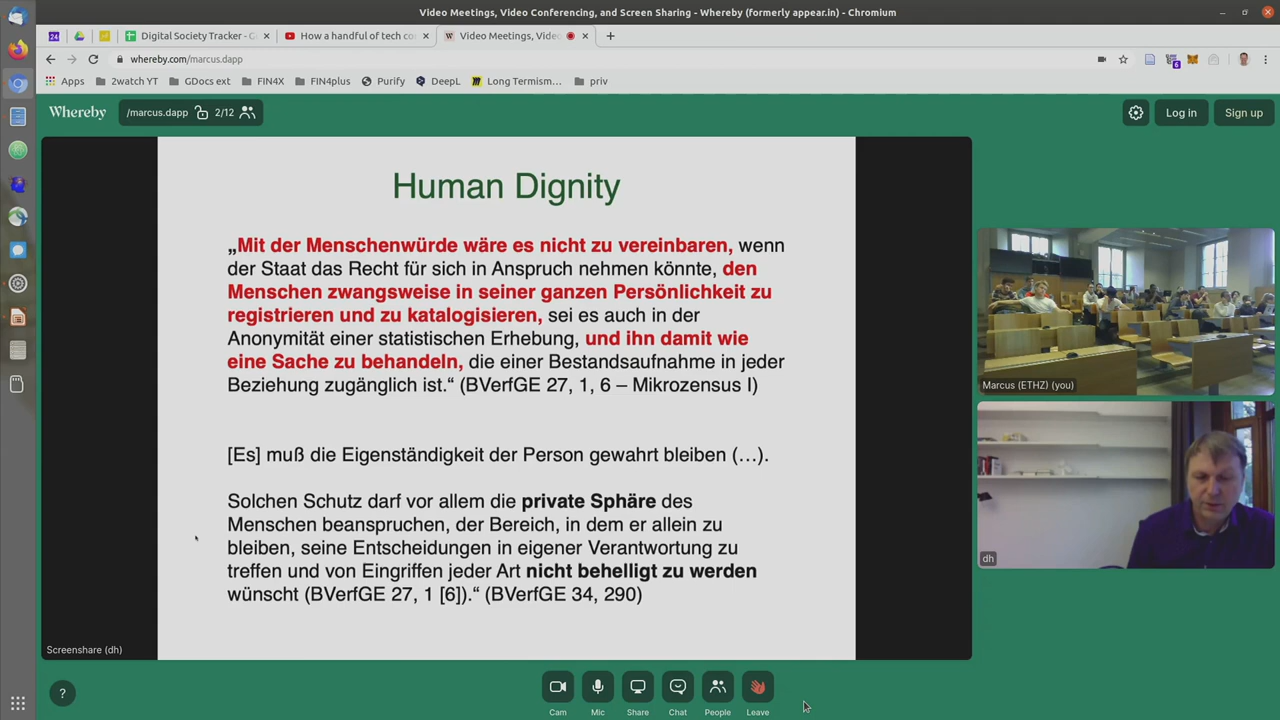 Video Meetings, Video Conferencing, and Screen Sharing - Whereby (formerly appear.in) - Chromium
24
Digital Society Tracker - G
How a handful of tech co
Video Meetings, Vide
whereby.com/marcus.dapp
6
Apps
2watch YT
GDocs ext
FIN4X
FIN4plus
Purify
DeepL
Long Termism...
priv
Whereby
/marcus.dapp
2/12
Log in
Sign up
Human Dignity
„Mit der Menschenwürde wäre es nicht zu vereinbaren, wenn
der Staat das Recht für sich in Anspruch nehmen könnte, den
Menschen zwangsweise in seiner ganzen Persönlichkeit zu
registrieren und zu katalogisieren, sei es auch in der
Anonymität einer statistischen Erhebung, und ihn damit wie
eine Sache zu behandeln, die einer Bestandsaufnahme in jeder
Beziehung zugänglich ist.“ (BVerfGE 27, 1, 6 – Mikrozensus I)
[Es] muß die Eigenständigkeit der Person gewahrt bleiben (…).
Solchen Schutz darf vor allem die private Sphäre des
Menschen beanspruchen, der Bereich, in dem er allein zu
bleiben, seine Entscheidungen in eigener Verantwortung zu
treffen und von Eingriffen jeder Art nicht behelligt zu werden
wünscht (BVerfGE 27, 1 [6]).“ (BVerfGE 34, 290)
Screenshare (dh)
Marcus (ETHZ) (you)
dh
?
Cam
Mic
Share
Chat
People
Leave